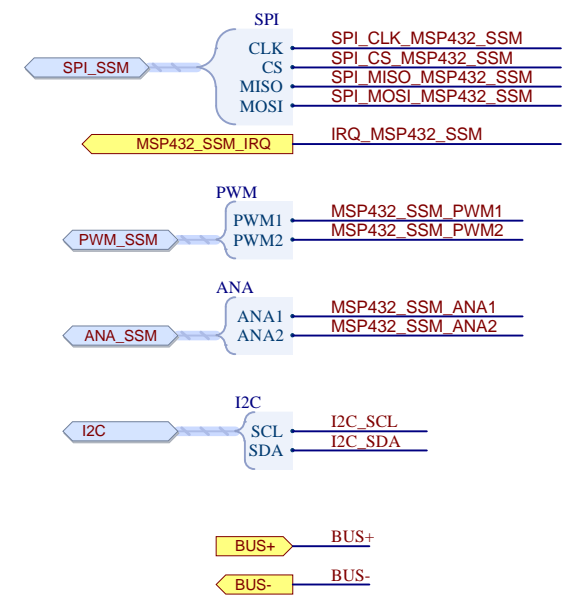 SPI
SPI_SSM
CLK SPI_CLK_MSP432_SSM
CS SPI_CS_MSP432_SSM
MISO SPI_MISO_MSP432_SSM
MOSI SPI_MOSI_MSP432_SSM
MSP432_SSM_IRQ IRQ_MSP432_SSM
PWM
PWM_SSM
PWM1 MSP432_SSM_PWM1
PWM2 MSP432_SSM_PWM2
ANA
ANA_SSM
ANA1 MSP432_SSM_ANA1
ANA2 MSP432_SSM_ANA2
I2C
I2C
SCL I2C_SCL
SDA I2C_SDA
BUS+ BUS+
BUS- BUS-